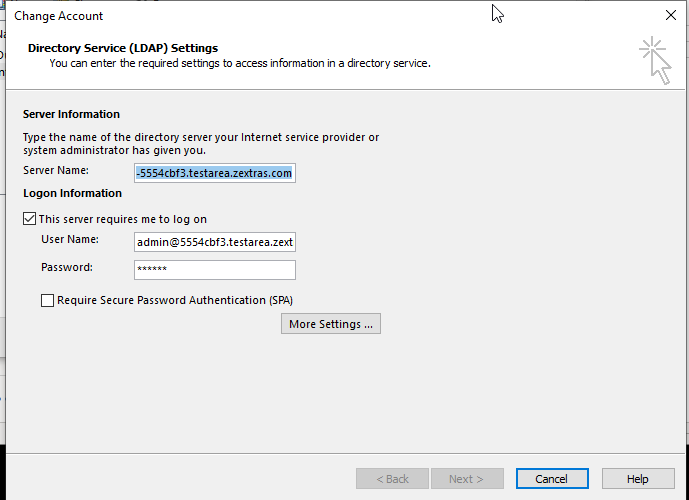 Change Account
Directory Service (LDAP) Settings
You can enter the required settings to access information in a directory service.
Server Information
Type the name of the directory server your Internet service provider or
system administrator has given you.
Server Name: -5554cbf3.testarea.zextras.com
Logon Information
This server requires me to log on
User Name: admin@5554cbf3.testarea.zext
Password: ******
Require Secure Password Authentication (SPA)
More Settings ...
< Back Next > Cancel Help